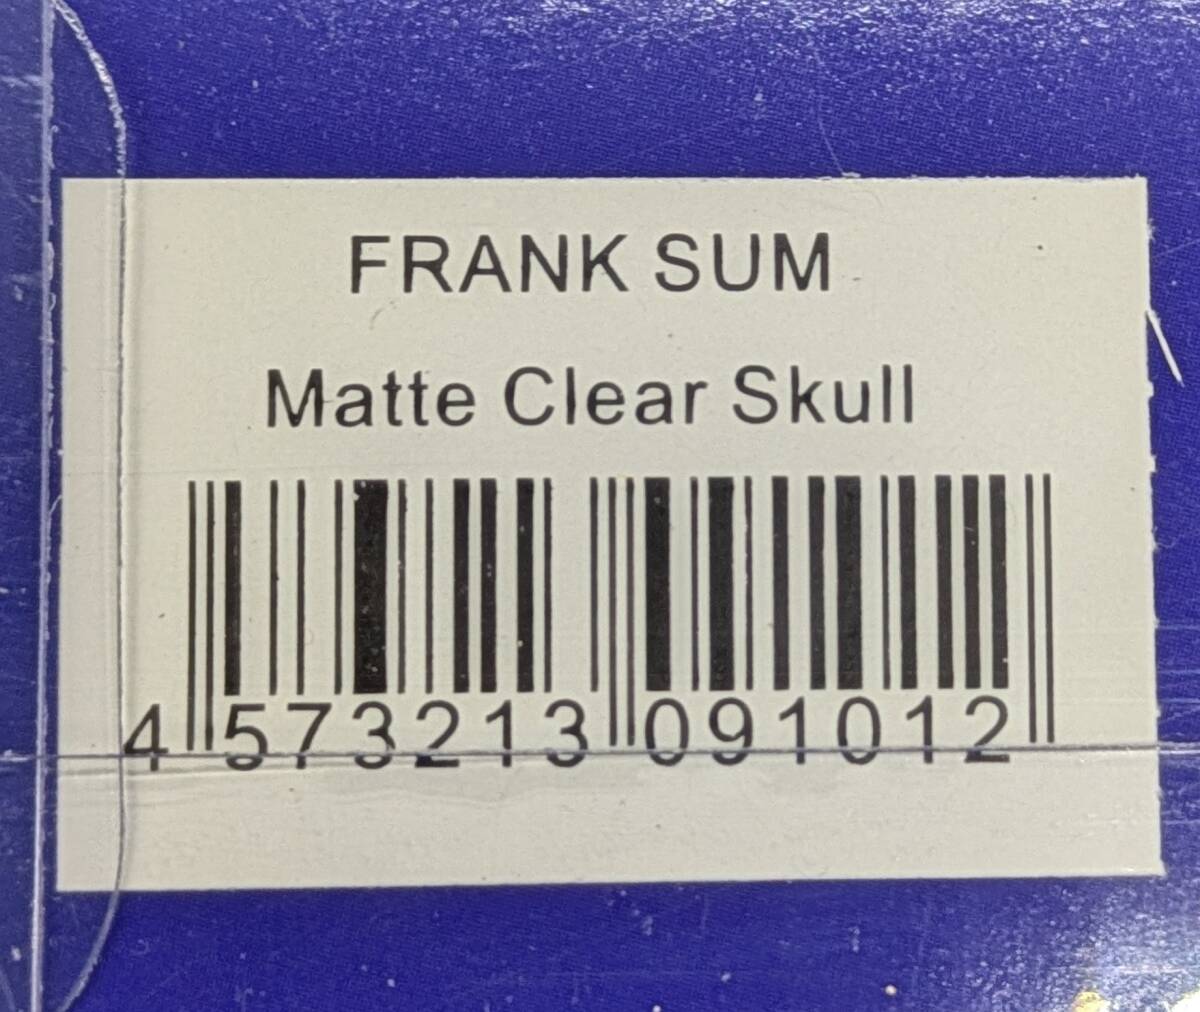 FRANK SUM
Matte Clear Skull
4 573213 091012